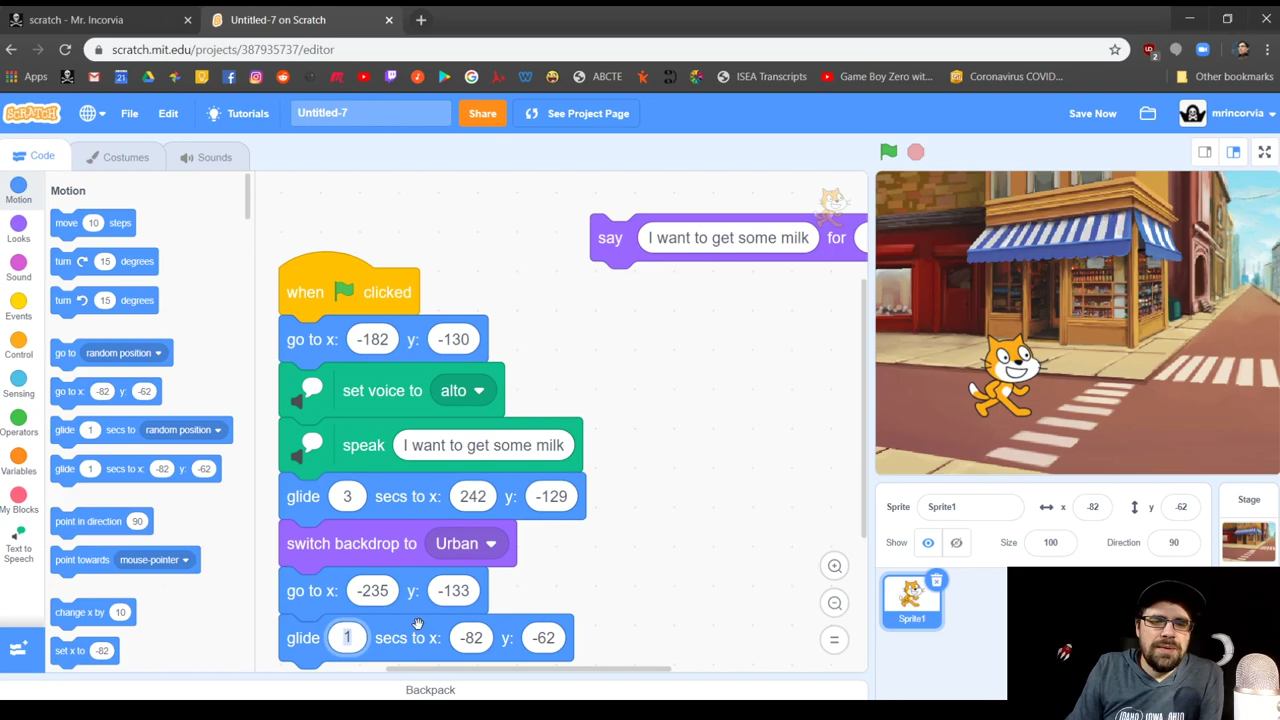 scratch - Mr. Incorvia
Untitled-7 on Scratch
scratch.mit.edu/projects/387935737/editor
2
Apps
21
ABCTE
ISEA Transcripts
Game Boy Zero wit...
Coronavirus COVID...
Other bookmarks
SCRATCH
File
Edit
Tutorials
Untitled-7
Share
See Project Page
Save Now
mrincorvia
Code
Costumes
Sounds
Motion
Looks
Sound
Events
Control
Sensing
Operators
Variables
My Blocks
Text to
Speech
Motion
move 10 steps
turn 15 degrees
turn 15 degrees
go to random position
go to x: -82 y: -62
glide 1 secs to random position
glide 1 secs to x: -82 y: -62
point in direction 90
point towards mouse-pointer
change x by 10
set x to -82
say I want to get some milk for
when clicked
go to x: -182 y: -130
set voice to alto
speak I want to get some milk
glide 3 secs to x: 242 y: -129
switch backdrop to Urban
go to x: -235 y: -133
glide 1 secs to x: -82 y: -62
Backpack
Sprite Sprite1 x -82 y -62
Show Size 100 Direction 90
Sprite1
Stage
IDAHO, IOWA, OHIO